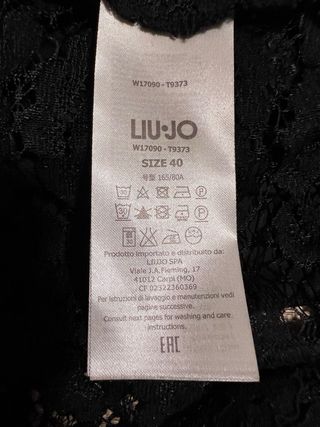 W17090-T9373
LIU·JO
W17090-T9373
SIZE 40
号型 165/80A
Prodotto importato e distribuito da:
LIUJO SPA
Viale J.A.Fleming, 17
41012 Carpi (MO)
CF 02322360369
Per istruzioni di lavaggio e manutenzioni vedi
pagine successive.
Consult next pages for washing and care
instructions.
EAC